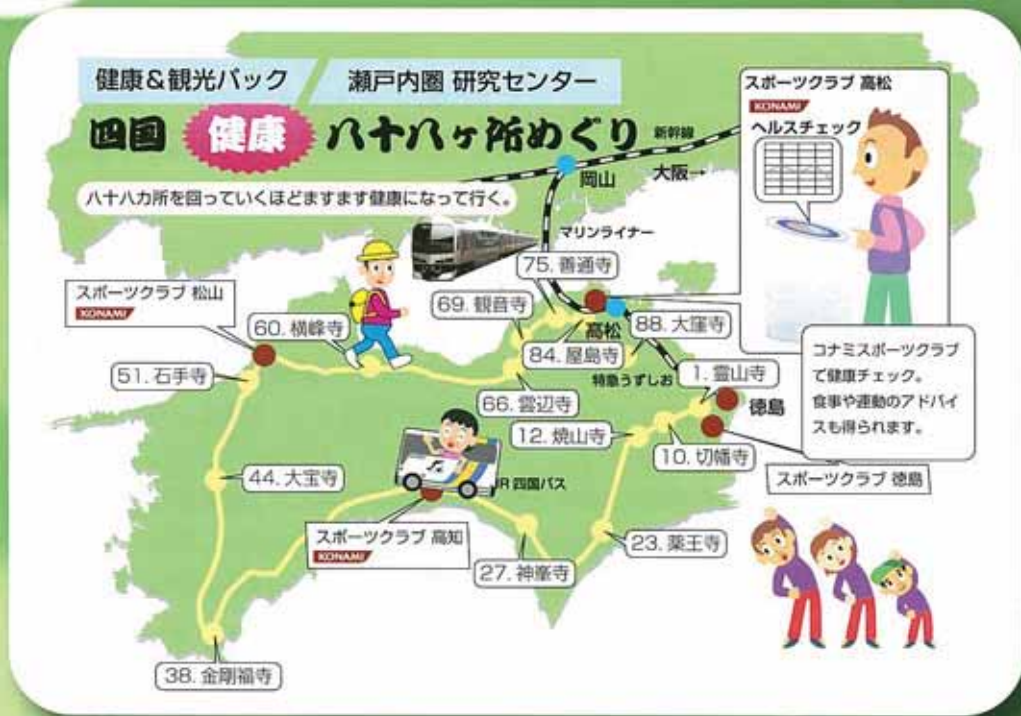 健康&観光パック
瀬戸内圏 研究センター
四国 健康 八十八ヶ所めぐり
新幹線
岡山
大阪→
八十八カ所を回っていくほどますます健康になって行く。
マリンライナー
スポーツクラブ 高松
KONAMI
ヘルスチェック
75. 善通寺
69. 観音寺
高松
88. 大窪寺
84. 屋島寺
特急うずしお
スポーツクラブ 松山
KONAMI
60. 横峰寺
51. 石手寺
66. 雲辺寺
1. 霊山寺
徳島
12. 焼山寺
10. 切幡寺
コナミスポーツクラブ
で健康チェック。
食事や運動のアドバイ
スも得られます。
スポーツクラブ 徳島
44. 大宝寺
JR 四国バス
スポーツクラブ 高知
KONAMI
27. 神峯寺
23. 薬王寺
38. 金剛福寺